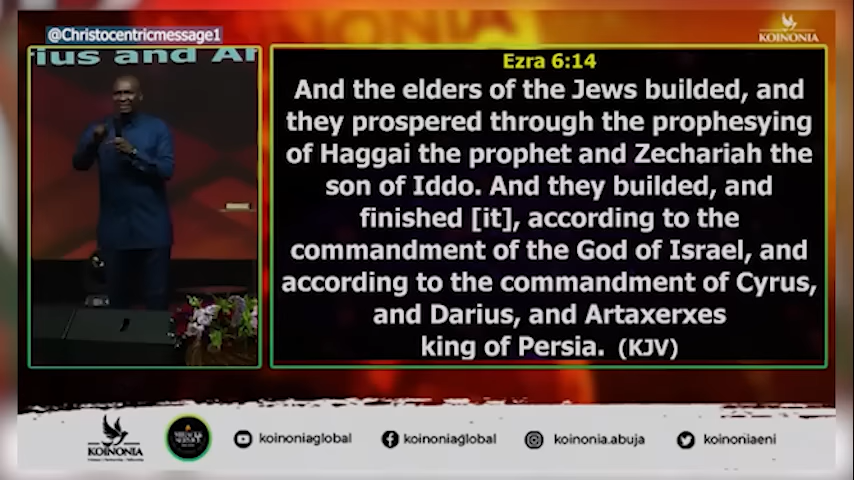 @Christocentricmessage1
KOINONIA
ius and Ar
Ezra 6:14
And the elders of the Jews builded, and
they prospered through the prophesying
of Haggai the prophet and Zechariah the
son of Iddo. And they builded, and
finished [it], according to the
commandment of the God of Israel, and
according to the commandment of Cyrus,
and Darius, and Artaxerxes
king of Persia. (KJV)
KOINONIA
MIRACLE
SERVICE
koinoniaglobal
koinoniaglobal
koinonia.abuja
koinoniaeni